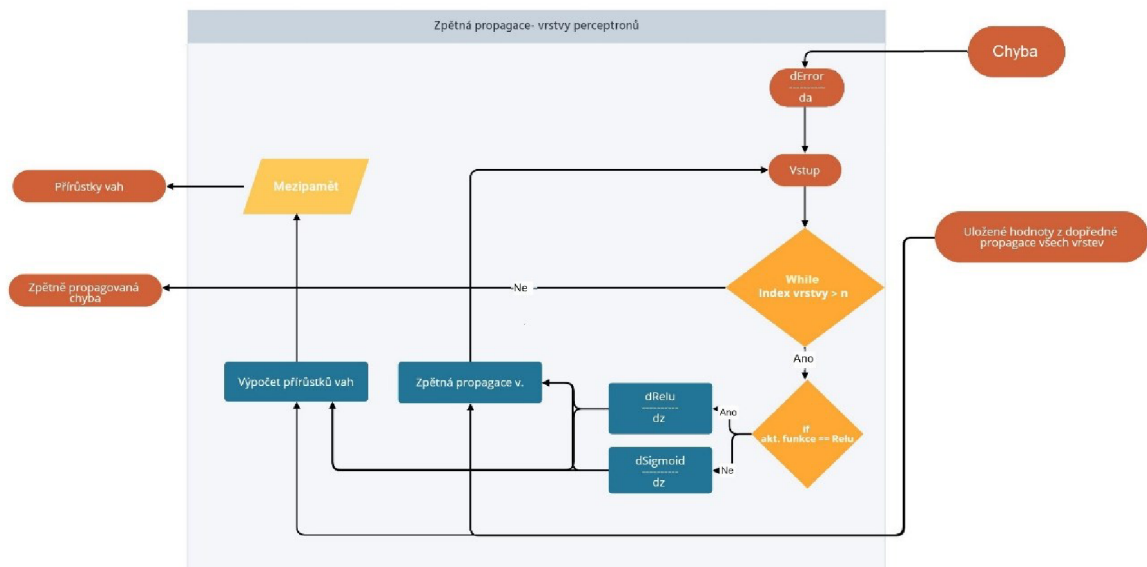 Zpětná propagace- vrstvy perceptronů
Chyba
dError
----------
da
Vstup
Mezipamět
Přírůstky vah
Uložené hodnoty z dopředné
propagace všech vrstev
While
Index vrstvy > n
Ne
Zpětně propagovaná
chyba
Ano
Výpočet přírůstků vah
Zpětná propagace v.
dRelu
----------
dz
Ano
If
akt. funkce == Relu
dSigmoid
----------
dz
Ne